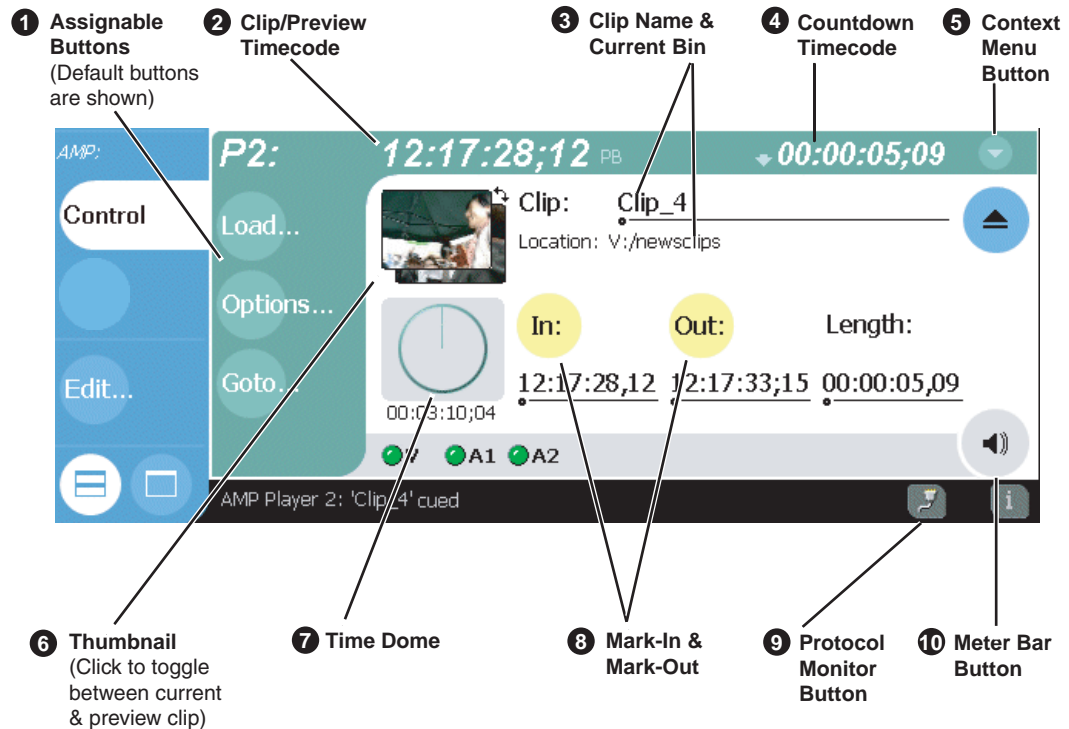 1 Assignable
Buttons
(Default buttons
are shown)
2 Clip/Preview
Timecode
3 Clip Name &
Current Bin
4 Countdown
Timecode
5 Context
Menu
Button
AMP:
P2:
12:17:28;12 PB
00:00:05;09
Control
Load...
Clip: Clip_4
Location: V:/newsclips
Options...
In:
Out:
Length:
Edit...
Goto...
12:17:28,12 12:17:33;15 00:00:05,09
00:03:10;04
V A1 A2
AMP Player 2: 'Clip_4' cued
i
6 Thumbnail
(Click to toggle
between current
& preview clip)
7 Time Dome
8 Mark-In &
Mark-Out
9 Protocol
Monitor
Button
10 Meter Bar
Button